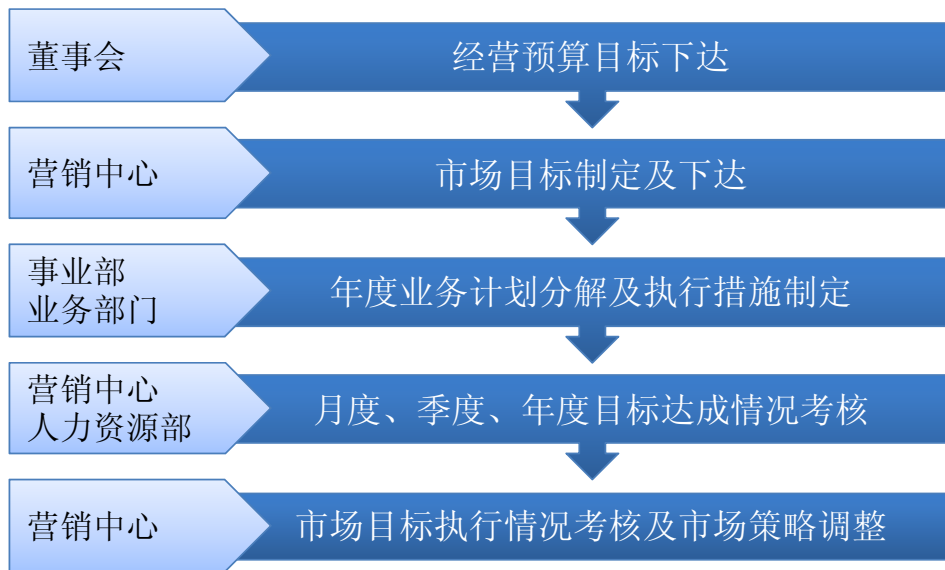 董事会
经营预算目标下达
营销中心
市场目标制定及下达
事业部
业务部门
年度业务计划分解及执行措施制定
营销中心
人力资源部
月度、季度、年度目标达成情况考核
营销中心
市场目标执行情况考核及市场策略调整